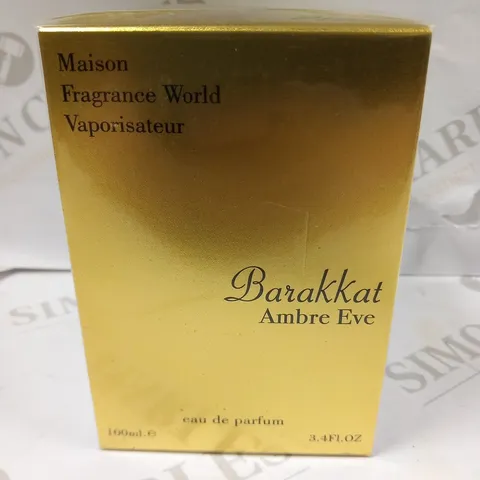 Maison
Fragrance World
Vaporisateur
Barakkat
Ambre Eve
eau de parfum
100ml.e 3.4FL.OZ